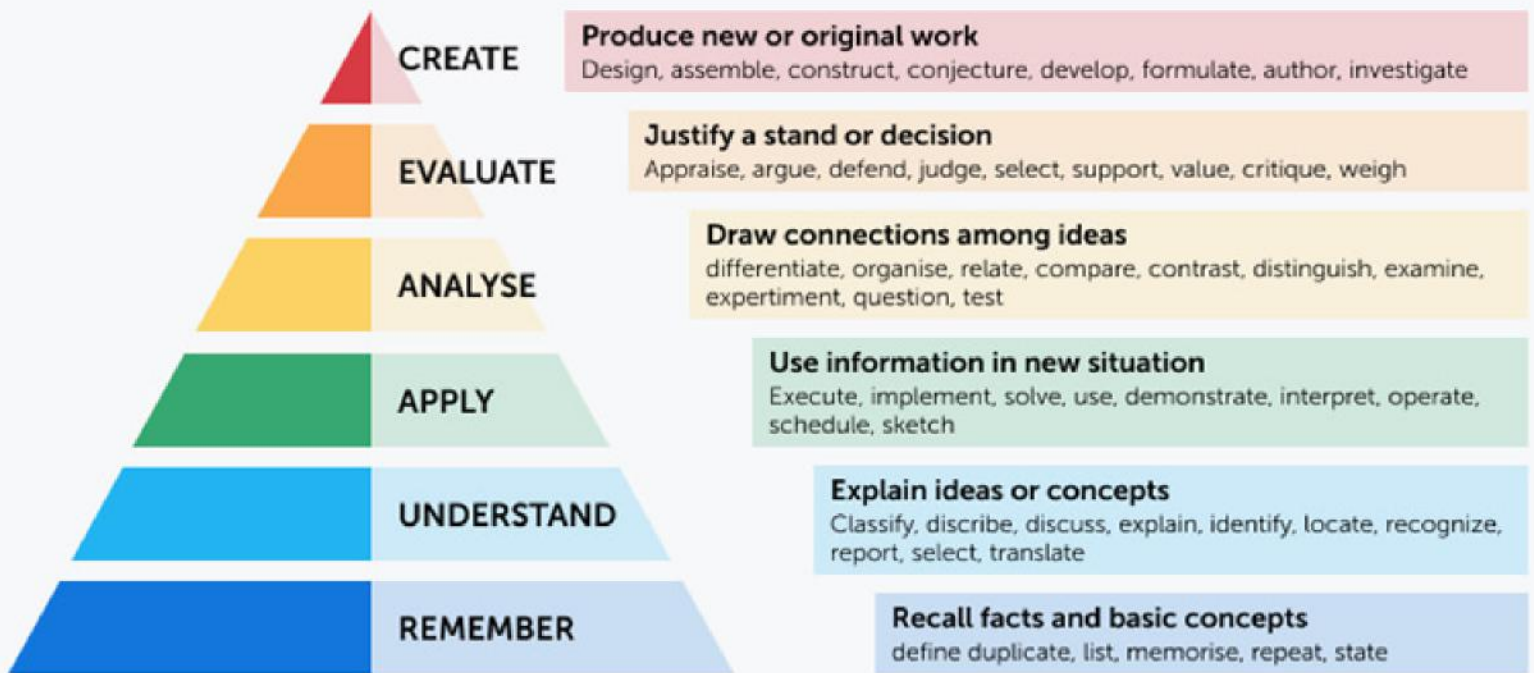 CREATE
Produce new or original work
Design, assemble, construct, conjecture, develop, formulate, author, investigate
EVALUATE
Justify a stand or decision
Appraise, argue, defend, judge, select, support, value, critique, weigh
ANALYSE
Draw connections among ideas
differentiate, organise, relate, compare, contrast, distinguish, examine,
expertiment, question, test
APPLY
Use information in new situation
Execute, implement, solve, use, demonstrate, interpret, operate,
schedule, sketch
UNDERSTAND
Explain ideas or concepts
Classify, discribe, discuss, explain, identify, locate, recognize,
report, select, translate
REMEMBER
Recall facts and basic concepts
define duplicate, list, memorise, repeat, state